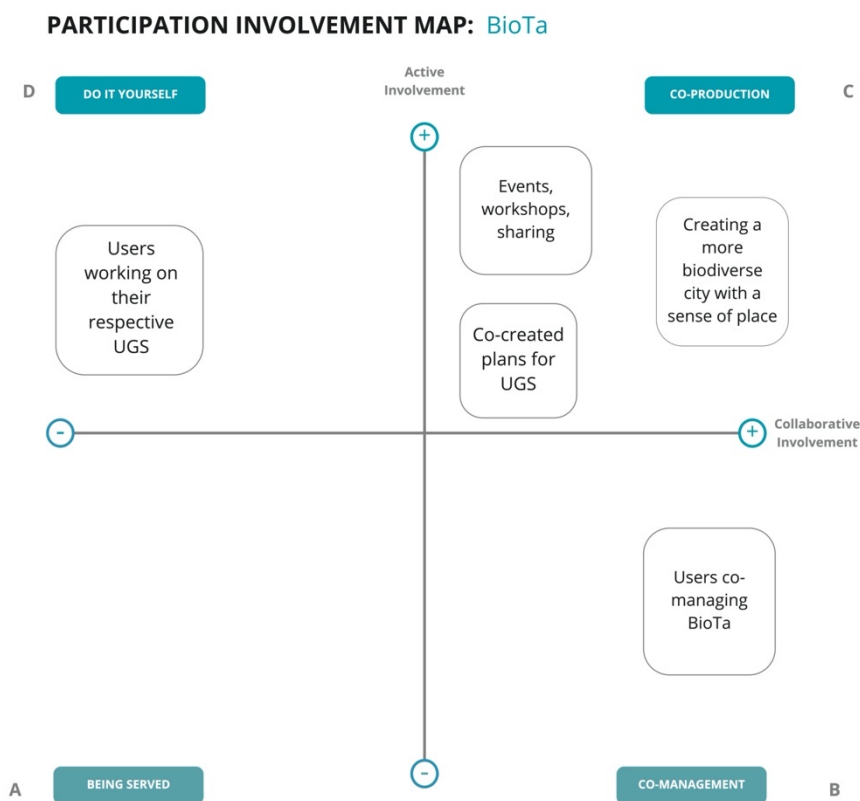 PARTICIPATION INVOLVEMENT MAP: BioTa
D
DO IT YOURSELF
Active
Involvement
CO-PRODUCTION
C
+
Events,
workshops,
sharing
Users
working on
their
respective
UGS
Creating a
more
biodiverse
city with a
sense of place
Co-created
plans for
UGS
-
+
Collaborative
Involvement
Users co-
managing
BioTa
-
A
BEING SERVED
CO-MANAGEMENT
B